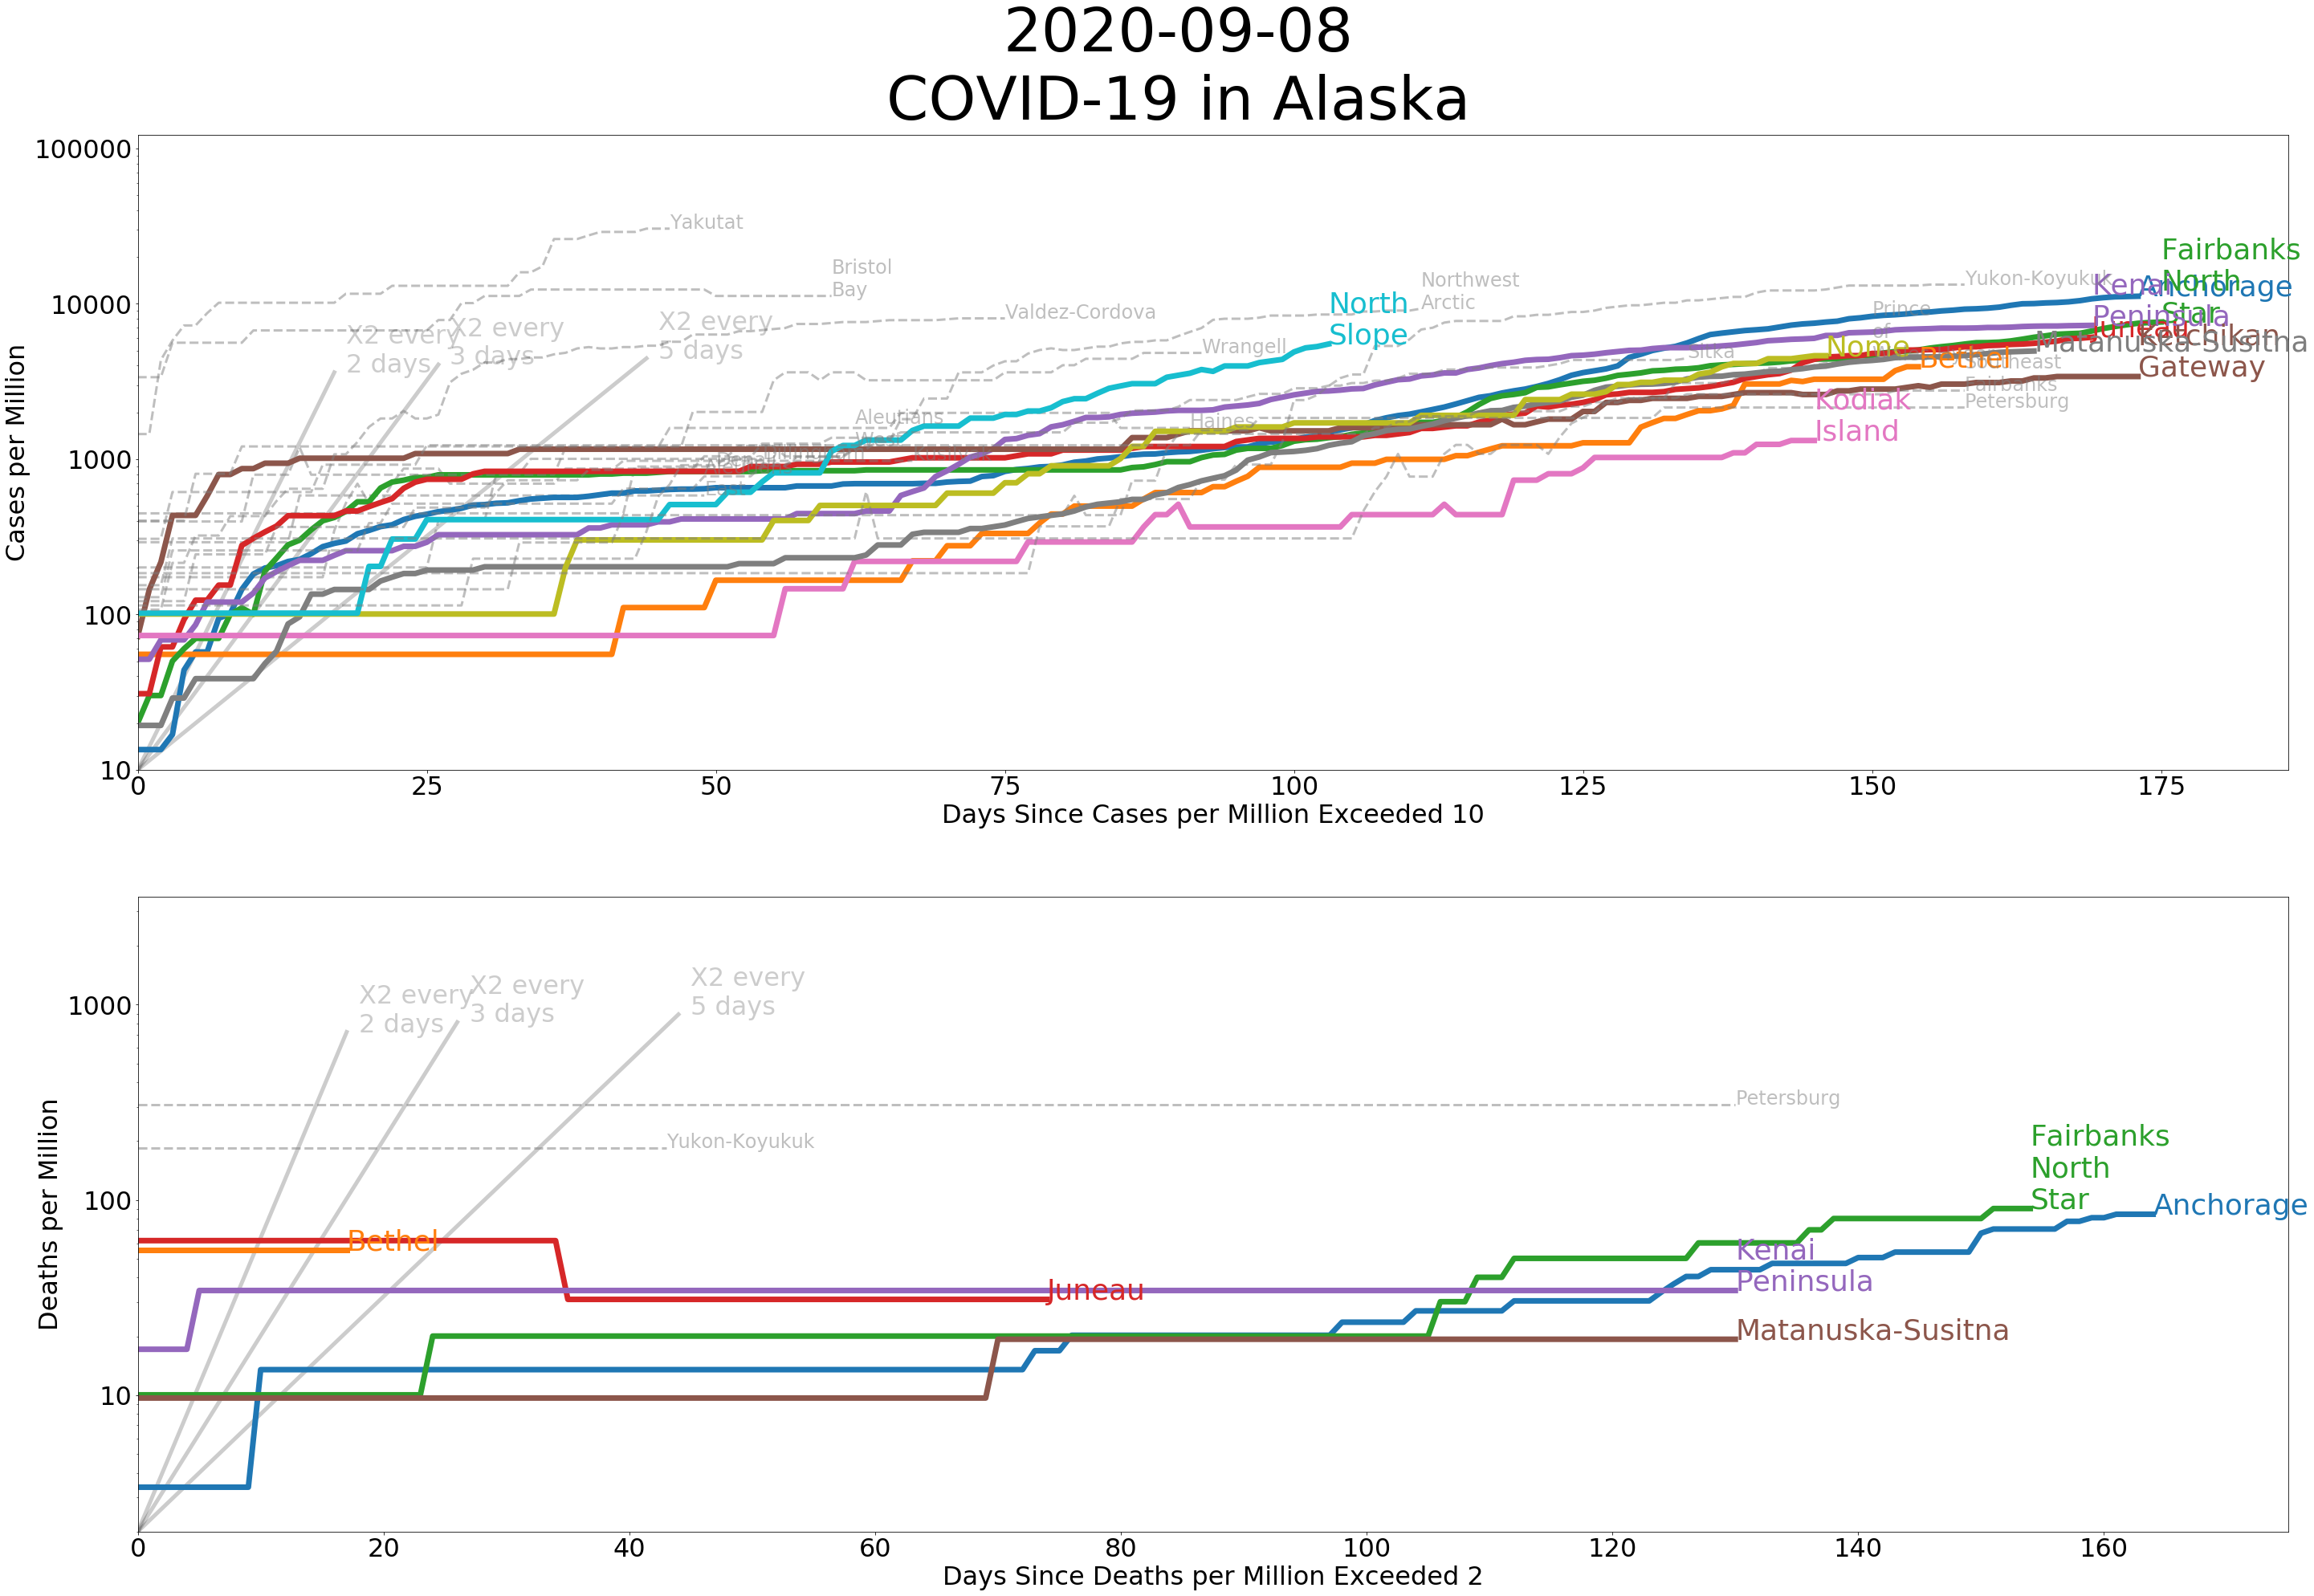 2020-09-08
COVID-19 in Alaska
Cases per Million
100000
10000
1000
100
10
Yakutat
Bristol
Bay
Valdez-Cordova
Northwest
Arctic
Yukon-Koyukuk
Fairbanks
North
Star
Kenai
Peninsula
Anchorage
North
Slope
X2 every
2 days
X2 every
3 days
X2 every
5 days
Wrangell
Sitka
Prince
of
Juneau
Ketchikan
Gateway
Matanuska-Susitna
Nome
Bethel
Southeast
Fairbanks
Petersburg
Kodiak
Island
Aleutians
Haines
0
25
50
75
100
125
150
175
Days Since Cases per Million Exceeded 10
Deaths per Million
1000
100
10
X2 every
2 days
X2 every
3 days
X2 every
5 days
Petersburg
Yukon-Koyukuk
Fairbanks
North
Star
Anchorage
Bethel
Kenai
Peninsula
Juneau
Matanuska-Susitna
0
20
40
60
80
100
120
140
160
Days Since Deaths per Million Exceeded 2